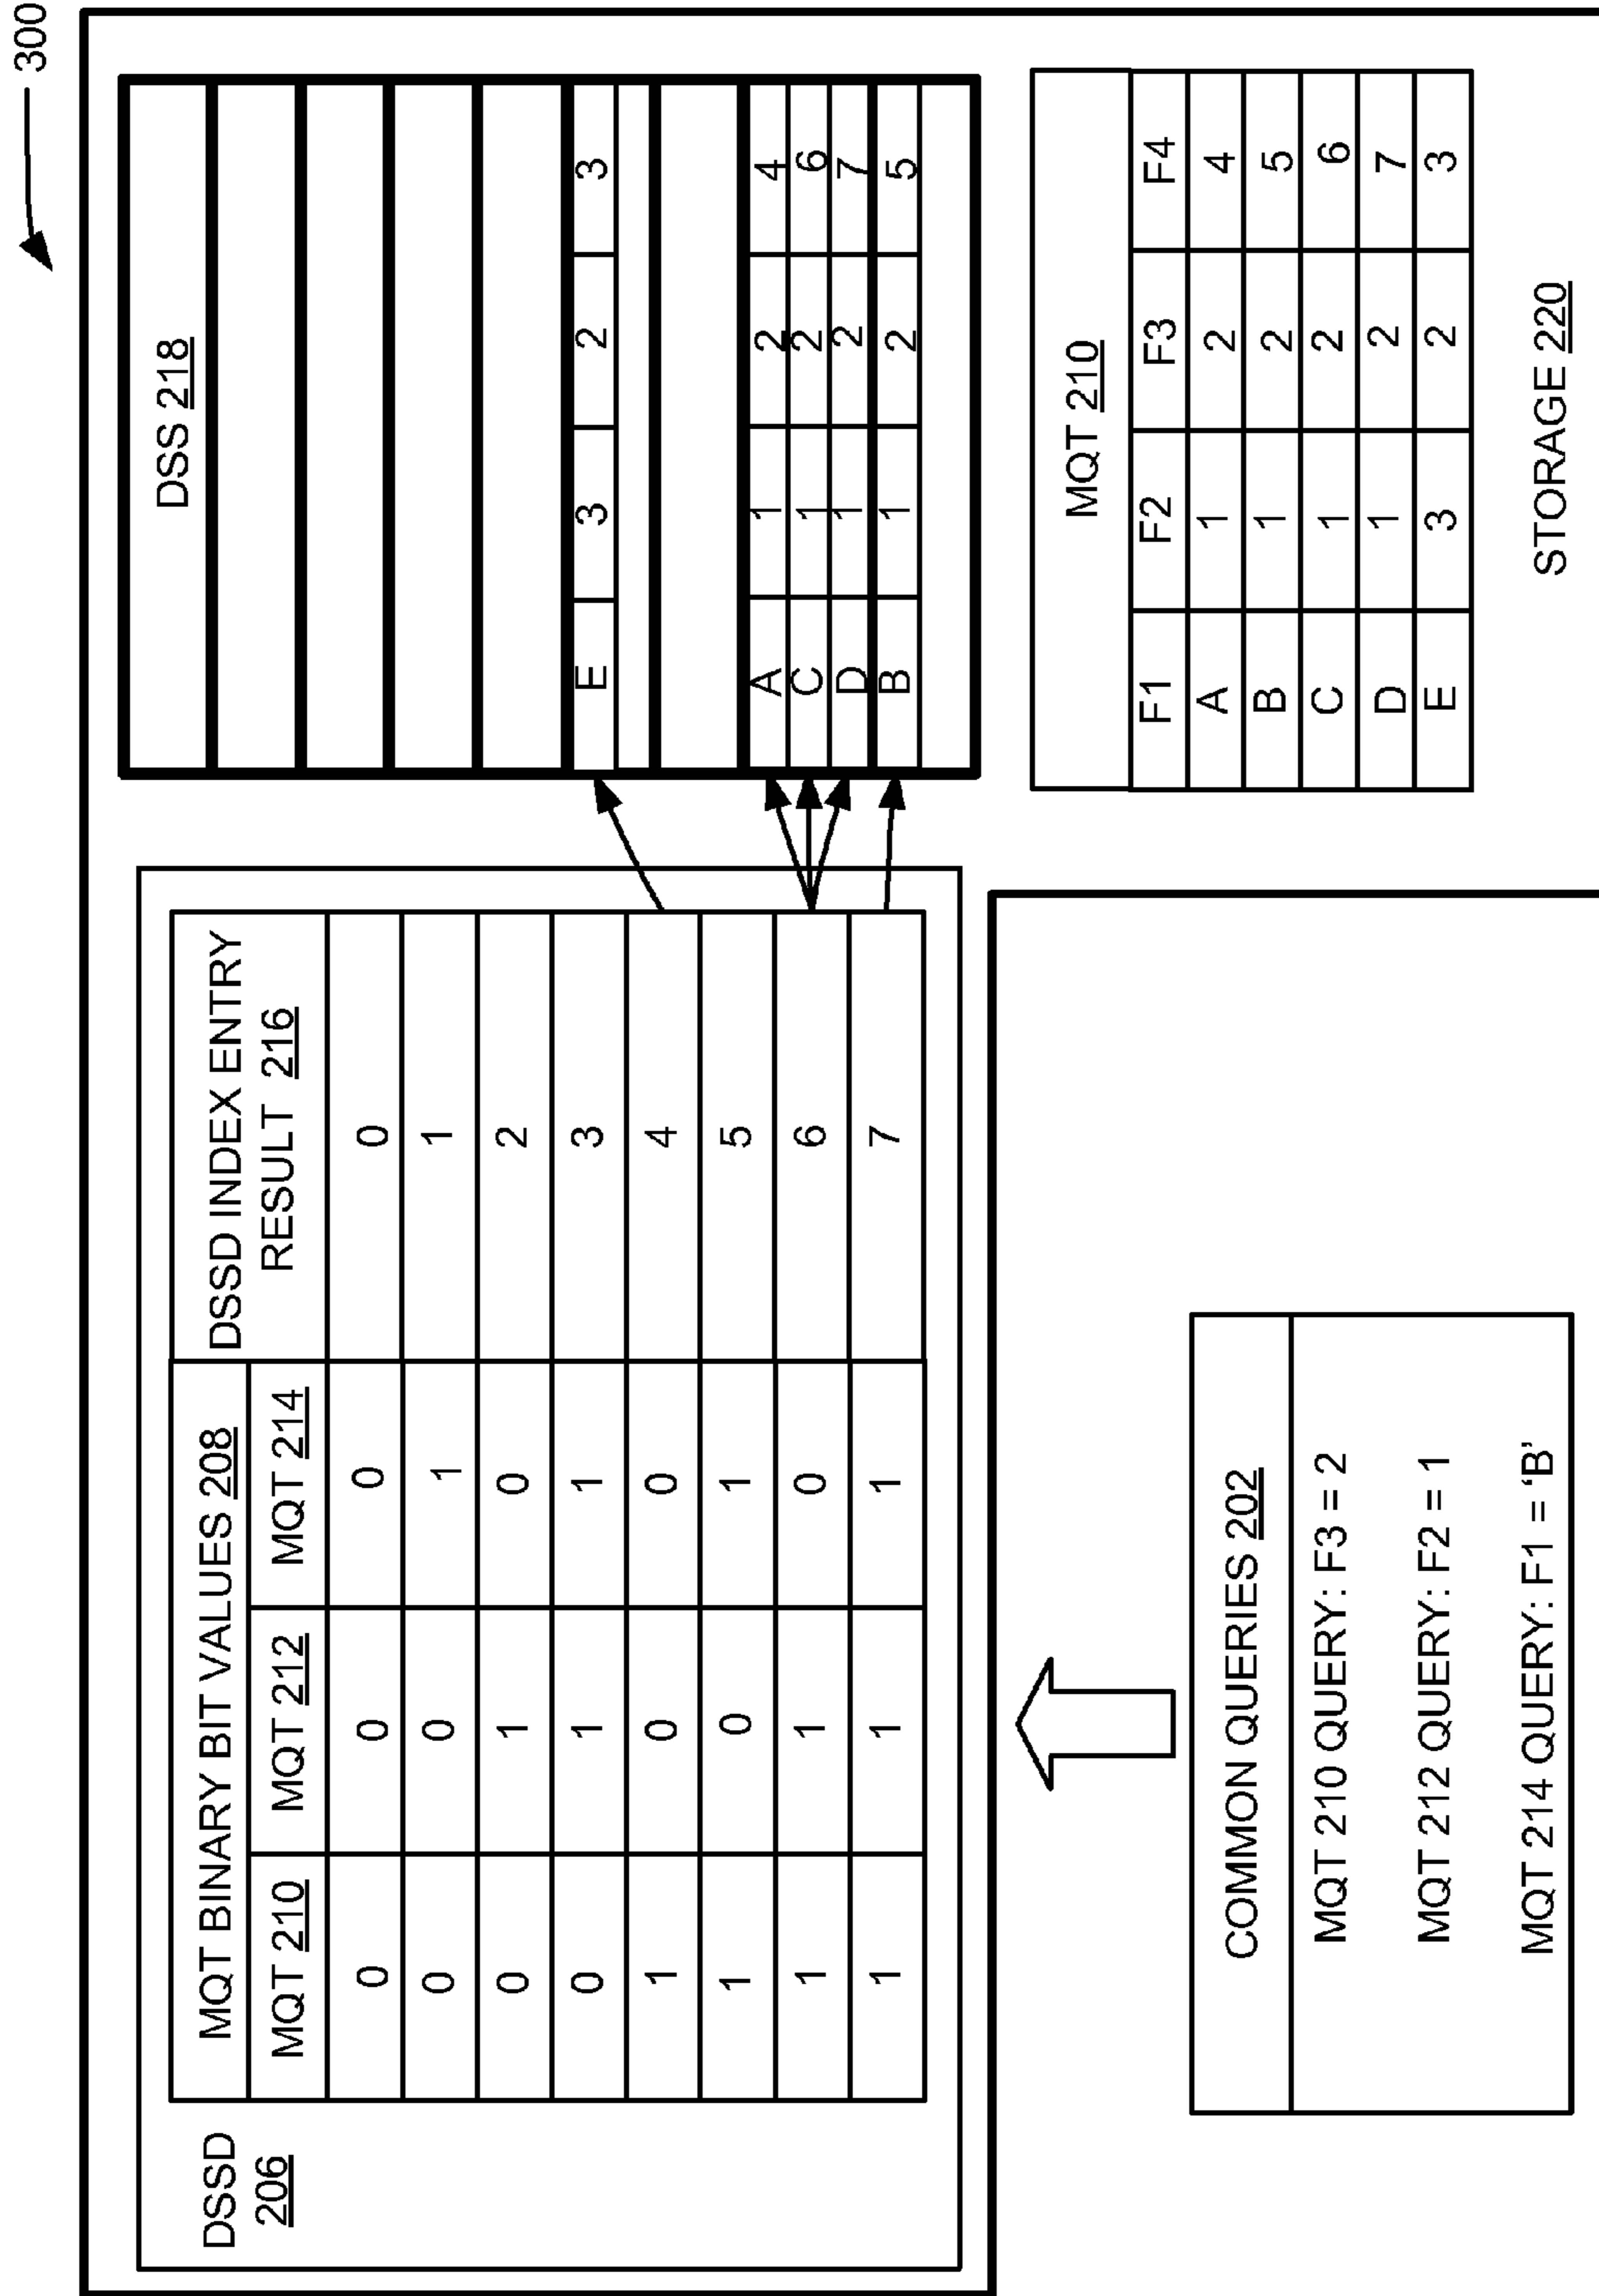 300
DSSD
206
MQT BINARY BIT VALUES 208
DSSD INDEX ENTRY
RESULT 216
MQT 210 MQT 212 MQT 214
0 0 0 0
0 0 1 1
0 1 0 2
0 1 1 3
1 0 0 4
1 0 1 5
1 1 0 6
1 1 1 7
DSS 218
E 3 2 3
A 1 2 4
C 1 2 6
D 1 2 7
B 1 2 5
COMMON QUERIES 202
MQT 210 QUERY: F3 = 2
MQT 212 QUERY: F2 = 1
MQT 214 QUERY: F1 = ‘B’
MQT 210
F1 F2 F3 F4
A 1 2 4
B 1 2 5
C 1 2 6
D 1 2 7
E 3 2 3
STORAGE 220